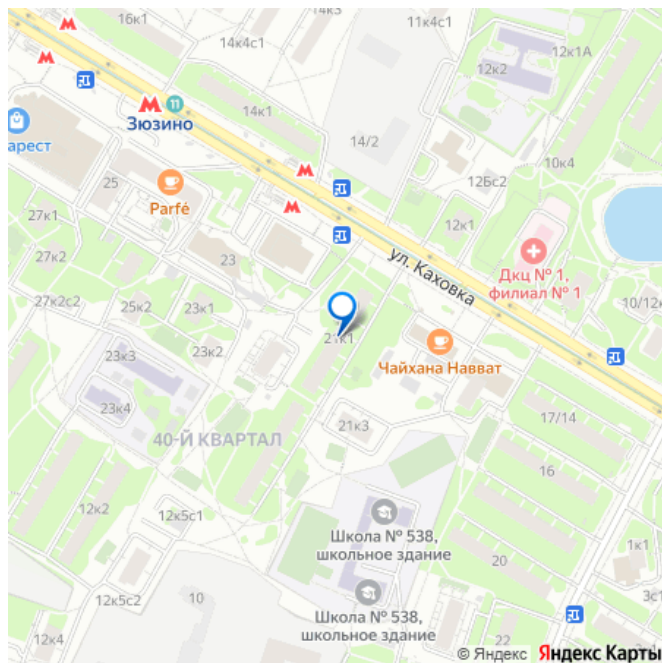 16к1
14к3
11к4с1
14к4с1
12к1А
12к2
14к1
М М М 11
Зюзино
14/2
10к4
арест
25
Parfé
12Бс2
27к1
12к1
ул. Каховка
Дкц № 1,
филиал № 1
27к2
23
27к2с2
25к2
23к1
10/12к
21к1
23к3
23к2
Чайхана Навват
23к4
17/14
21к3
40-Й КВАРТАЛ
16
12к2
12к5с1
Школа № 538,
школьное здание
20
1к1
12к5с2
10
3с1
Школа № 538,
школьное здание
12к4
22
© Яндекс Яндекс Карты